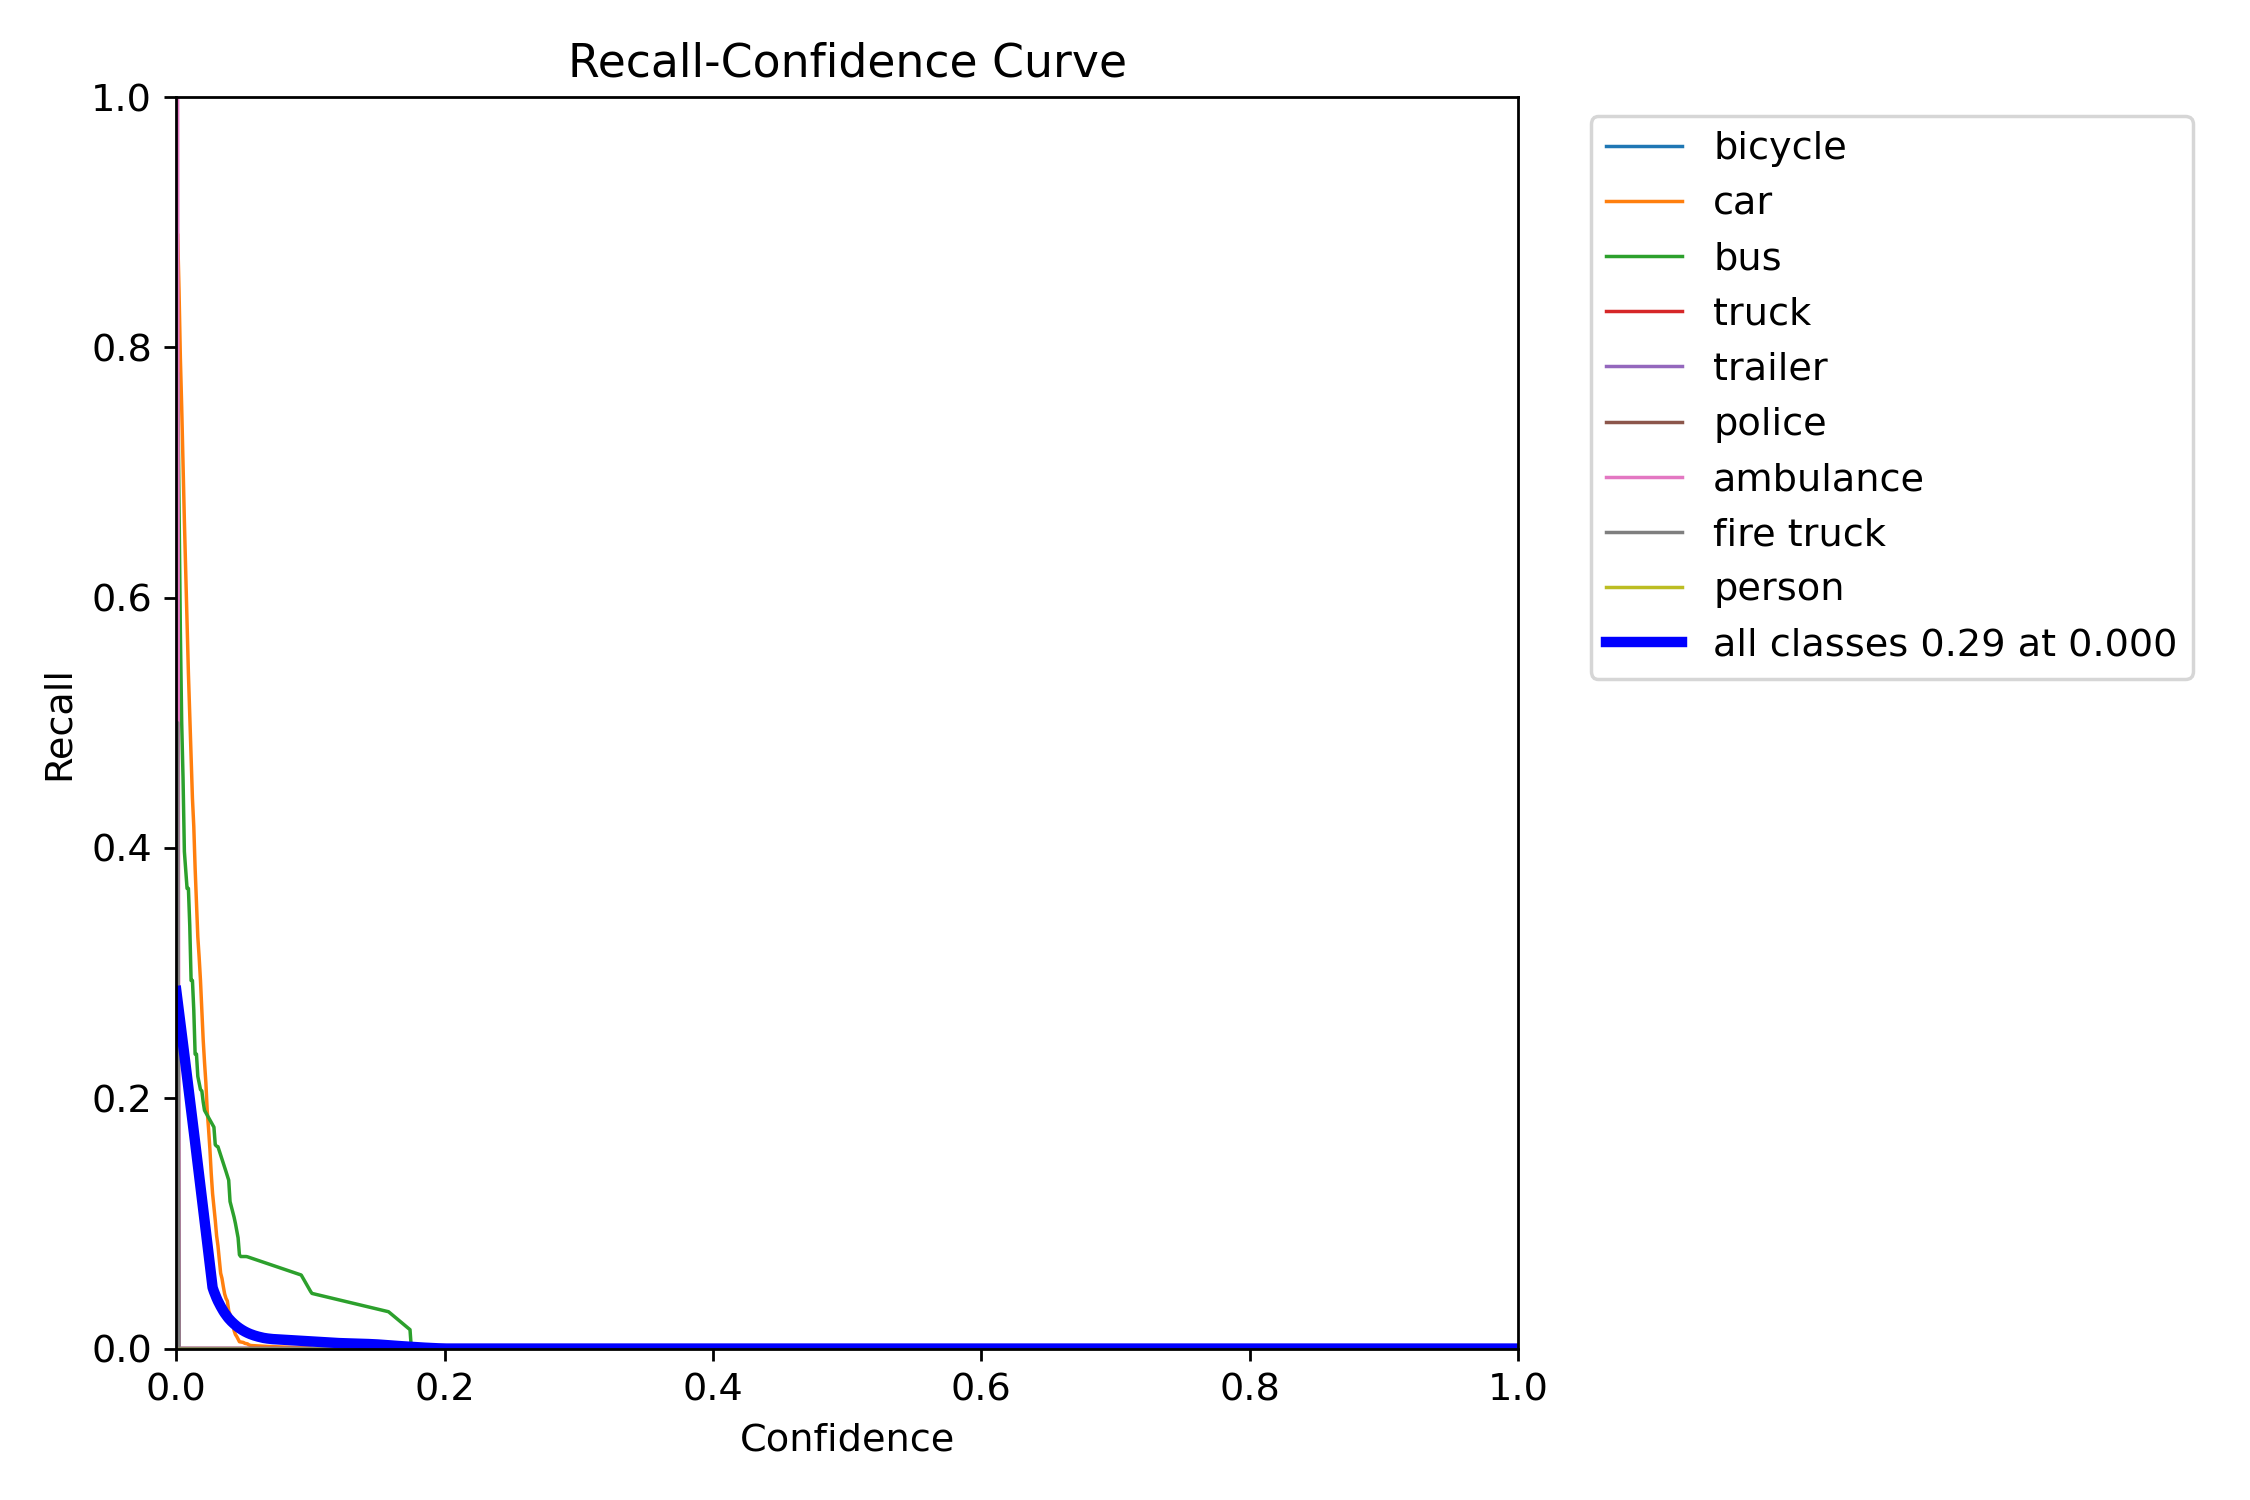 Recall-Confidence Curve
1.0
0.8
0.6
0.4
0.2
0.0
Recall
0.0 0.2 0.4 0.6 0.8 1.0
Confidence
bicycle
car
bus
truck
trailer
police
ambulance
fire truck
person
all classes 0.29 at 0.000